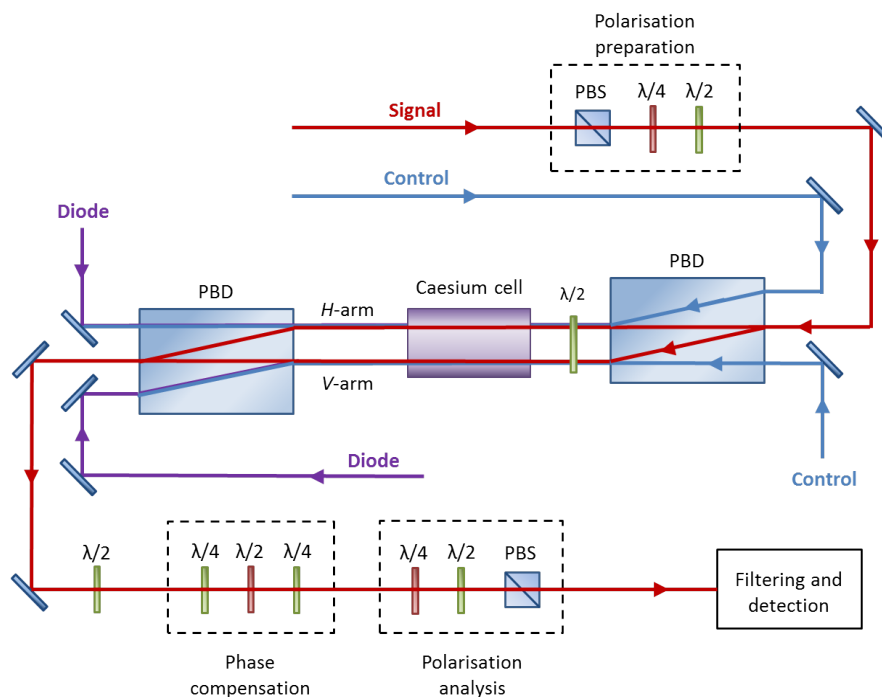 Polarisation
preparation
PBS
λ/4
λ/2
Signal
Control
Diode
PBD
H-arm
Caesium cell
λ/2
PBD
V-arm
Diode
Control
λ/2
λ/4
λ/2
λ/4
λ/4
λ/2
PBS
Filtering and
detection
Phase
compensation
Polarisation
analysis